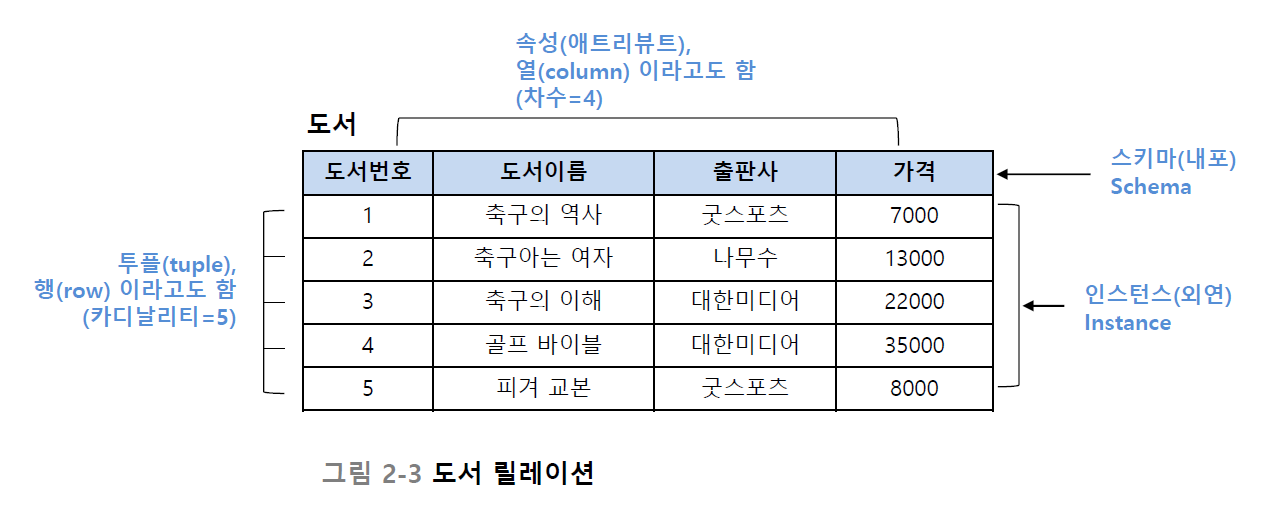 속성(애트리뷰트),
열(column) 이라고도 함
(차수=4)
도서
도서번호 도서이름 출판사 가격
스키마(내포)
Schema
1 축구의 역사 굿스포츠 7000
2 축구아는 여자 나무수 13000
3 축구의 이해 대한미디어 22000
4 골프 바이블 대한미디어 35000
5 피겨 교본 굿스포츠 8000
투플(tuple),
행(row) 이라고도 함
(카디날리티=5)
인스턴스(외연)
Instance
그림 2-3 도서 릴레이션